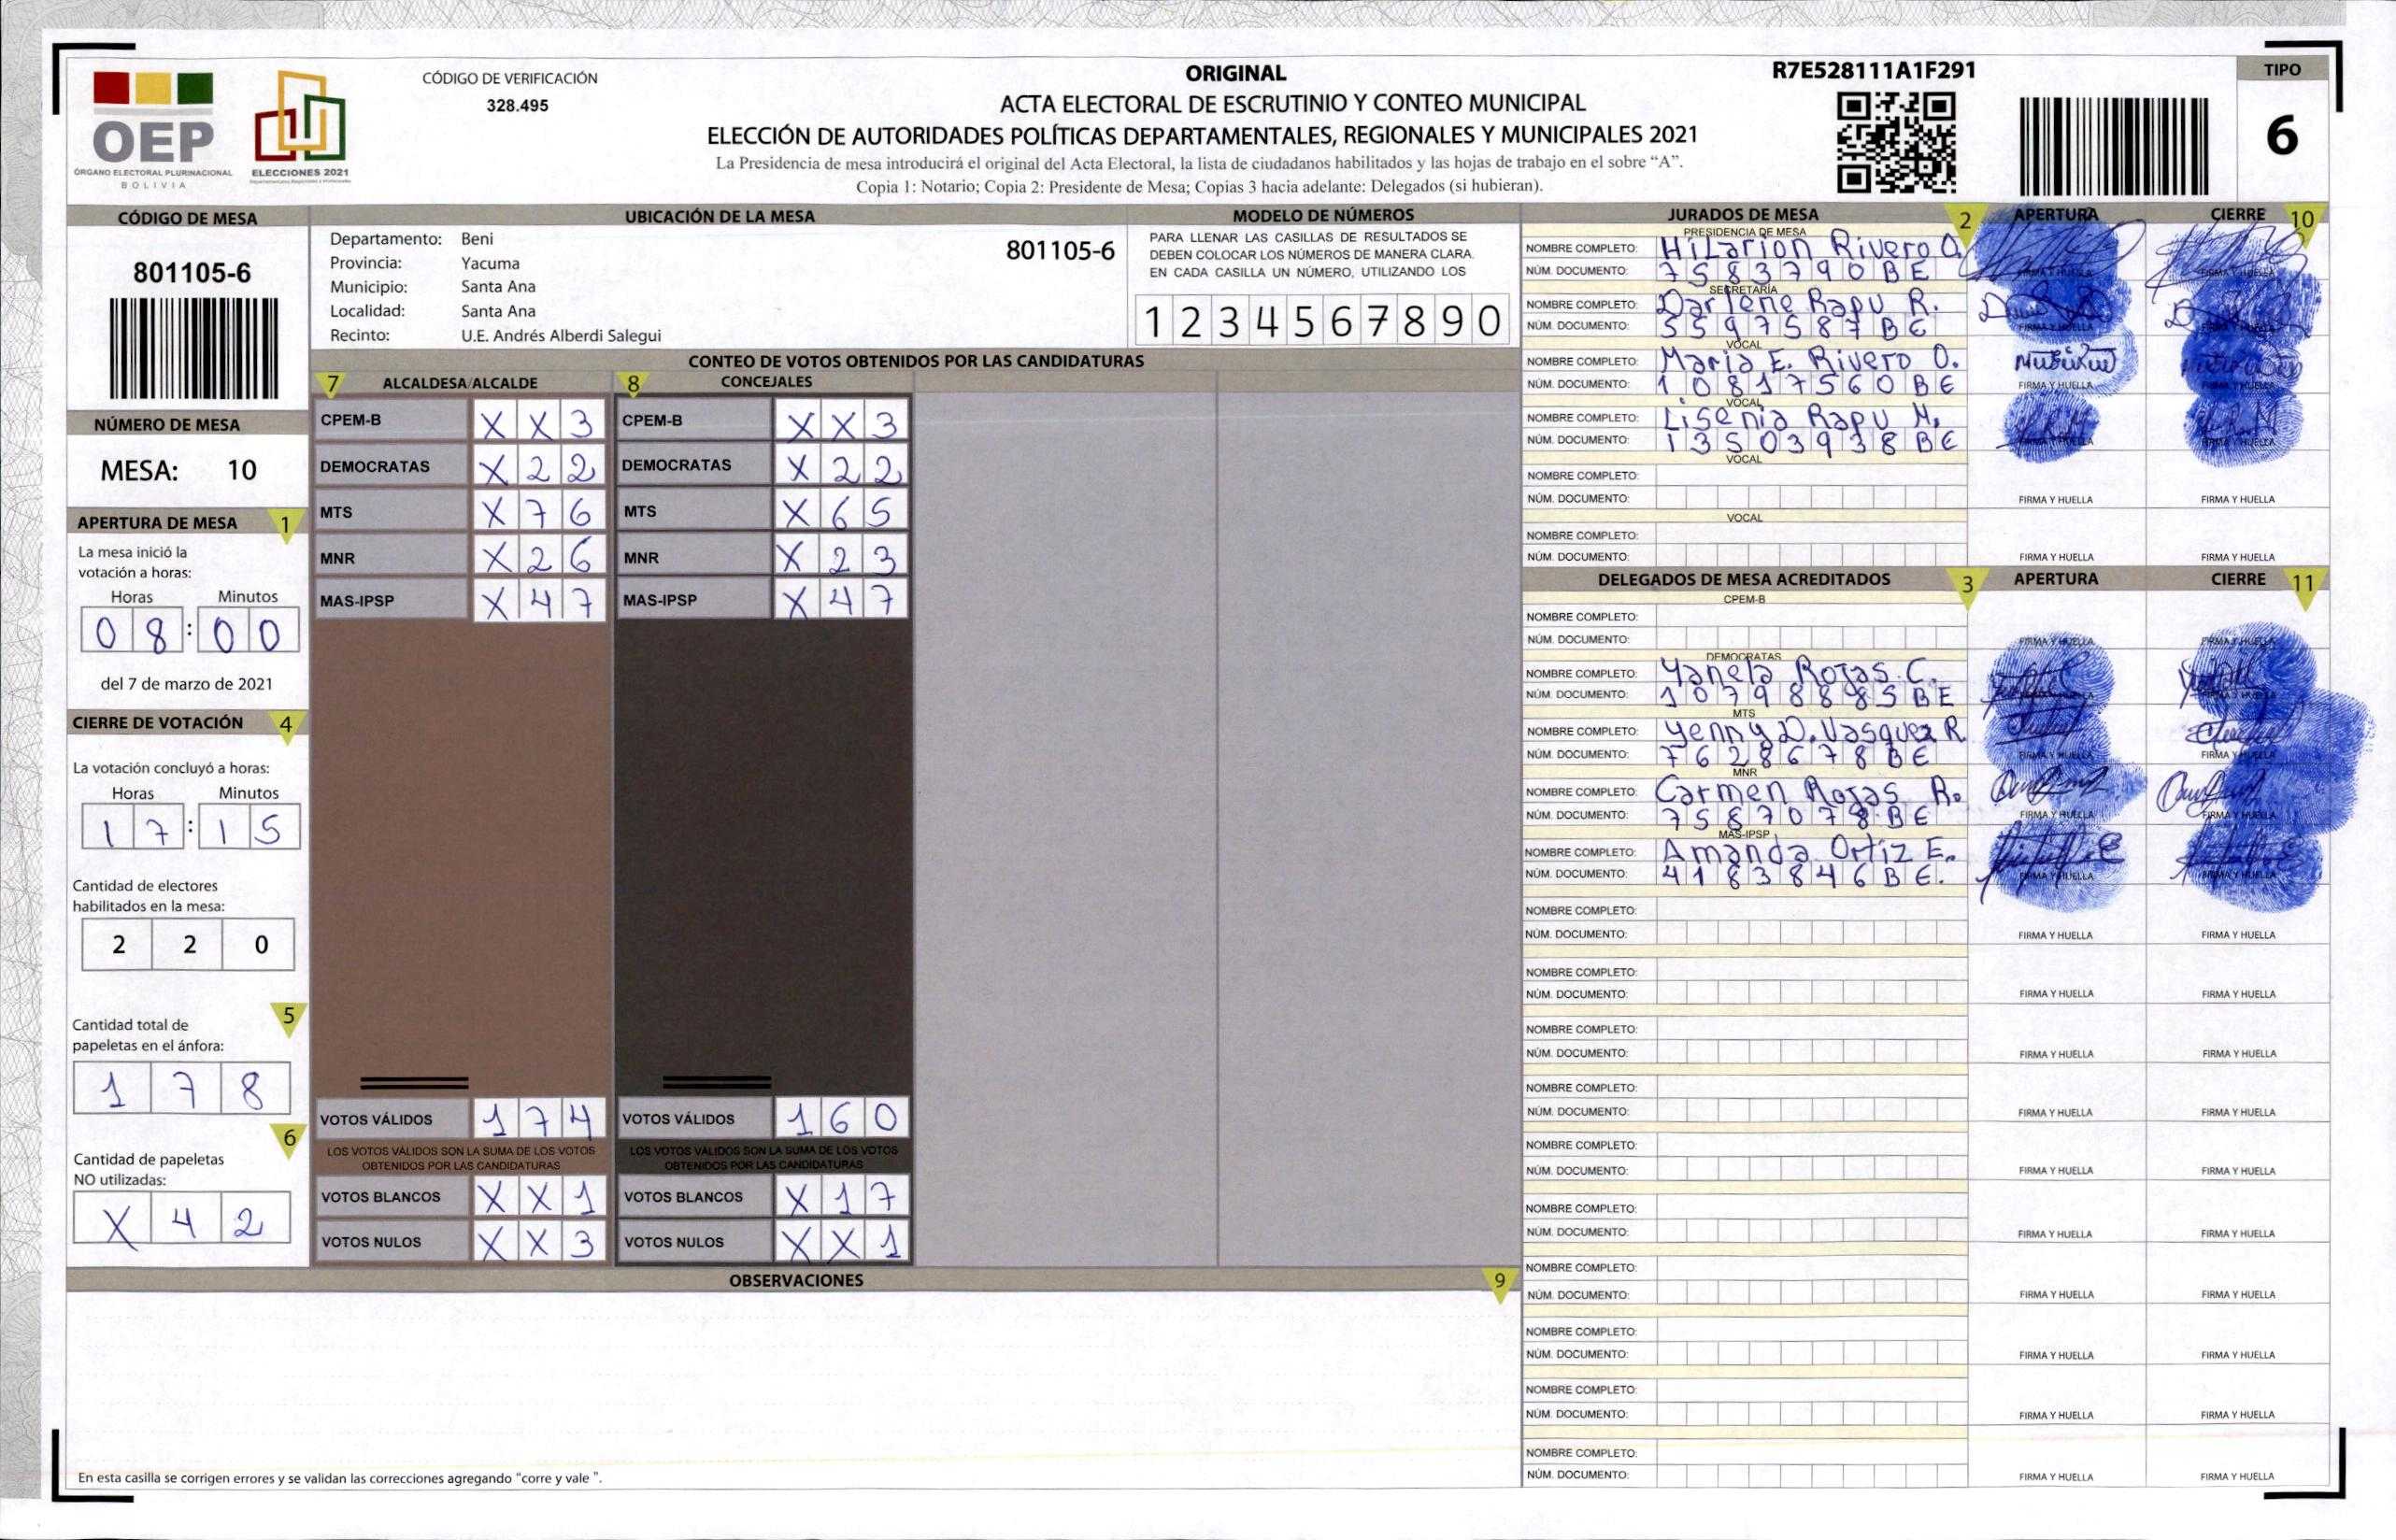 OEP
ÓRGANO ELECTORAL PLURINACIONAL
BOLIVIA
ELECCIONES 2021
CÓDIGO DE VERIFICACIÓN
328.495
ORIGINAL
ACTA ELECTORAL DE ESCRUTINIO Y CONTEO MUNICIPAL
ELECCIÓN DE AUTORIDADES POLÍTICAS DEPARTAMENTALES, REGIONALES Y MUNICIPALES 2021
La Presidencia de mesa introducirá el original del Acta Electoral, la lista de ciudadanos habilitados y las hojas de trabajo en el sobre “A”.
Copia 1: Notario; Copia 2: Presidente de Mesa; Copias 3 hacia adelante: Delegados (si hubieran).
R7E528111A1F291
TIPO
6
CÓDIGO DE MESA
801105-6
NÚMERO DE MESA
MESA: 10
APERTURA DE MESA 1
La mesa inició la
votación a horas:
Horas Minutos
08:00
del 7 de marzo de 2021
CIERRE DE VOTACIÓN 4
La votación concluyó a horas:
Horas Minutos
17:15
Cantidad de electores
habilitados en la mesa:
2 2 0
5
Cantidad total de
papeletas en el ánfora:
1 7 8
6
Cantidad de papeletas
NO utilizadas:
X 4 2
UBICACIÓN DE LA MESA
Departamento: Beni
Provincia: Yacuma
Municipio: Santa Ana
Localidad: Santa Ana
Recinto: U.E. Andrés Alberdi Salegui
801105-6
MODELO DE NÚMEROS
PARA LLENAR LAS CASILLAS DE RESULTADOS SE
DEBEN COLOCAR LOS NÚMEROS DE MANERA CLARA.
EN CADA CASILLA UN NÚMERO, UTILIZANDO LOS
1 2 3 4 5 6 7 8 9 0
CONTEO DE VOTOS OBTENIDOS POR LAS CANDIDATURAS
7 ALCALDESA/ALCALDE
CPEM-B X X 3
DEMOCRATAS X 2 2
MTS X 7 6
MNR X 2 6
MAS-IPSP X 4 7
VOTOS VÁLIDOS 1 7 4
LOS VOTOS VÁLIDOS SON LA SUMA DE LOS VOTOS
OBTENIDOS POR LAS CANDIDATURAS
VOTOS BLANCOS X X 1
VOTOS NULOS X X 3
8 CONCEJALES
CPEM-B X X 3
DEMOCRATAS X 2 2
MTS X 6 5
MNR X 2 3
MAS-IPSP X 4 7
VOTOS VÁLIDOS 1 6 0
LOS VOTOS VÁLIDOS SON LA SUMA DE LOS VOTOS
OBTENIDOS POR LAS CANDIDATURAS
VOTOS BLANCOS X 1 7
VOTOS NULOS X X 1
OBSERVACIONES 9
En esta casilla se corrigen errores y se validan las correcciones agregando “corre y vale ”.
JURADOS DE MESA 2 APERTURA CIERRE 10
PRESIDENCIA DE MESA
NOMBRE COMPLETO: Hilarion Rivero O.
NÚM. DOCUMENTO: 7583790BE
FIRMA Y HUELLA FIRMA Y HUELLA
SECRETARÍA
NOMBRE COMPLETO: Darlene Rapu R.
NÚM. DOCUMENTO: 5597587BE
FIRMA Y HUELLA FIRMA Y HUELLA
VOCAL
NOMBRE COMPLETO: Maria E. Rivero O.
NÚM. DOCUMENTO: 10817560BE
FIRMA Y HUELLA FIRMA Y HUELLA
VOCAL
NOMBRE COMPLETO: Lisenia Rapu M.
NÚM. DOCUMENTO: 13503938BE
FIRMA Y HUELLA FIRMA Y HUELLA
VOCAL
NOMBRE COMPLETO:
NÚM. DOCUMENTO: FIRMA Y HUELLA FIRMA Y HUELLA
VOCAL
NOMBRE COMPLETO:
NÚM. DOCUMENTO: FIRMA Y HUELLA FIRMA Y HUELLA
DELEGADOS DE MESA ACREDITADOS 3 APERTURA CIERRE 11
CPEM-B
NOMBRE COMPLETO:
NÚM. DOCUMENTO: FIRMA Y HUELLA FIRMA Y HUELLA
DEMOCRATAS
NOMBRE COMPLETO: Yanela Rojas C.
NÚM. DOCUMENTO: 10798885BE
FIRMA Y HUELLA
MTS
NOMBRE COMPLETO: Yenny D. Vasquez R
NÚM. DOCUMENTO: 7628678BE
FIRMA Y HUELLA FIRMA Y HUELLA
MNR
NOMBRE COMPLETO: Carmen Rojas R.
NÚM. DOCUMENTO: 7587078BE
FIRMA Y HUELLA FIRMA Y HUELLA
MAS-IPSP
NOMBRE COMPLETO: Amanda Ortiz E.
NÚM. DOCUMENTO: 4183846BE.
FIRMA Y HUELLA FIRMA Y HUELLA
NOMBRE COMPLETO:
NÚM. DOCUMENTO: FIRMA Y HUELLA FIRMA Y HUELLA
NOMBRE COMPLETO:
NÚM. DOCUMENTO: FIRMA Y HUELLA FIRMA Y HUELLA
NOMBRE COMPLETO:
NÚM. DOCUMENTO: FIRMA Y HUELLA FIRMA Y HUELLA
NOMBRE COMPLETO:
NÚM. DOCUMENTO: FIRMA Y HUELLA FIRMA Y HUELLA
NOMBRE COMPLETO:
NÚM. DOCUMENTO: FIRMA Y HUELLA FIRMA Y HUELLA
NOMBRE COMPLETO:
NÚM. DOCUMENTO: FIRMA Y HUELLA FIRMA Y HUELLA
NOMBRE COMPLETO:
NÚM. DOCUMENTO: FIRMA Y HUELLA FIRMA Y HUELLA
NOMBRE COMPLETO:
NÚM. DOCUMENTO: FIRMA Y HUELLA FIRMA Y HUELLA
NOMBRE COMPLETO:
NÚM. DOCUMENTO: FIRMA Y HUELLA FIRMA Y HUELLA
NOMBRE COMPLETO:
NÚM. DOCUMENTO: FIRMA Y HUELLA FIRMA Y HUELLA